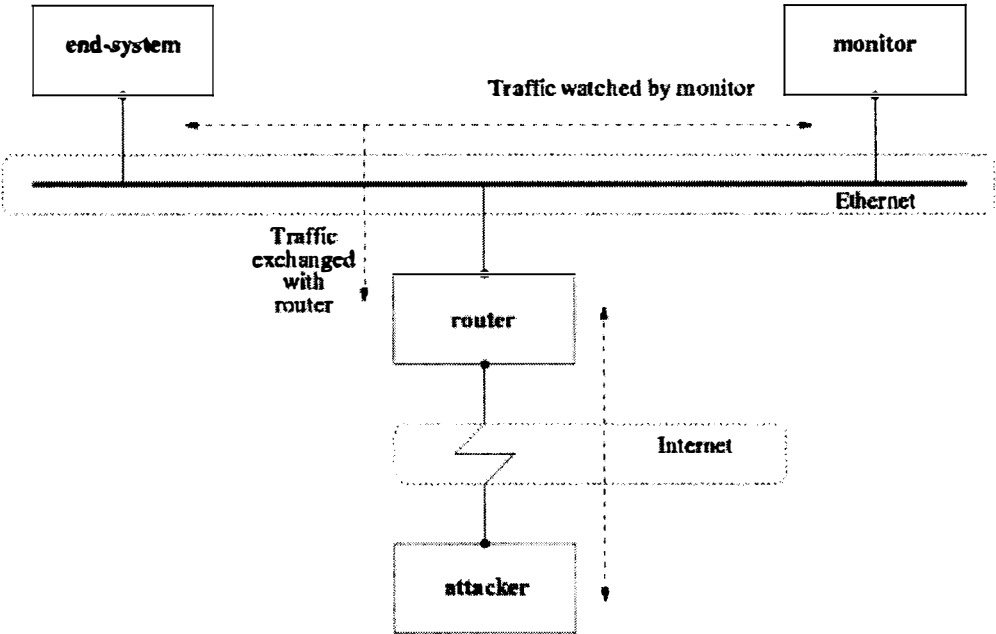 end-system
monitor
Traffic watched by monitor
Ethernet
Traffic
exchanged
with
router
router
Internet
attacker